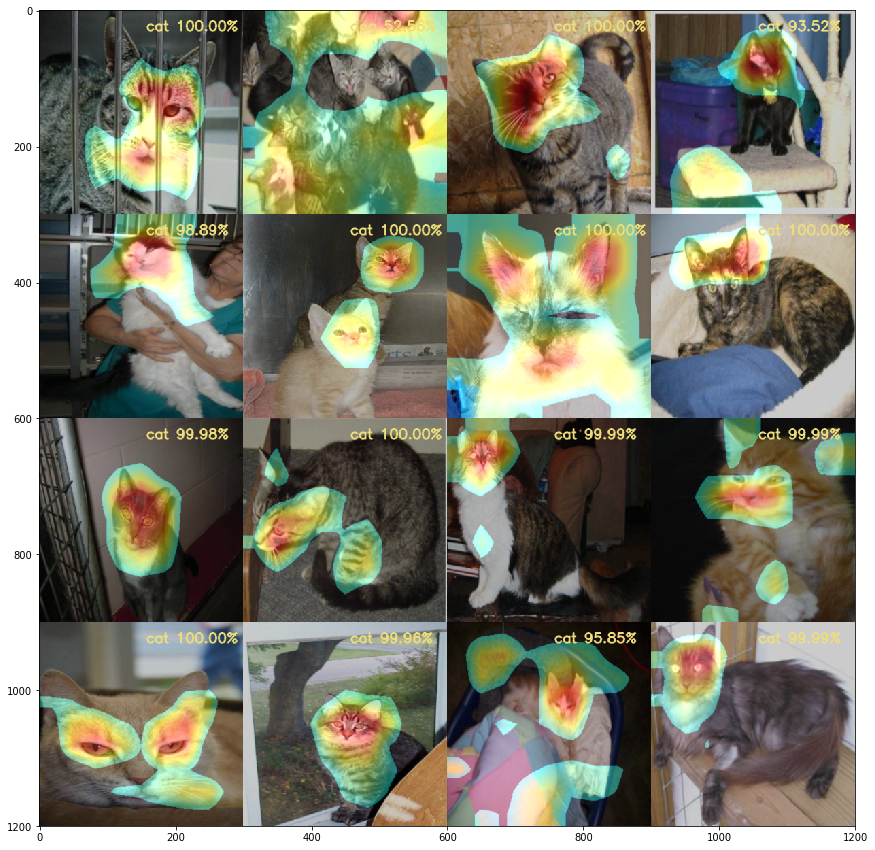 0
cat 100.00%
cat 52.56%
cat 100.00%
cat 93.52%
200
cat 98.89%
cat 100.00%
cat 100.00%
cat 100.00%
400
600
cat 99.98%
cat 100.00%
cat 99.99%
cat 99.99%
800
cat 100.00%
cat 99.96%
cat 95.85%
cat 99.99%
1000
1200
0
200
400
600
800
1000
1200